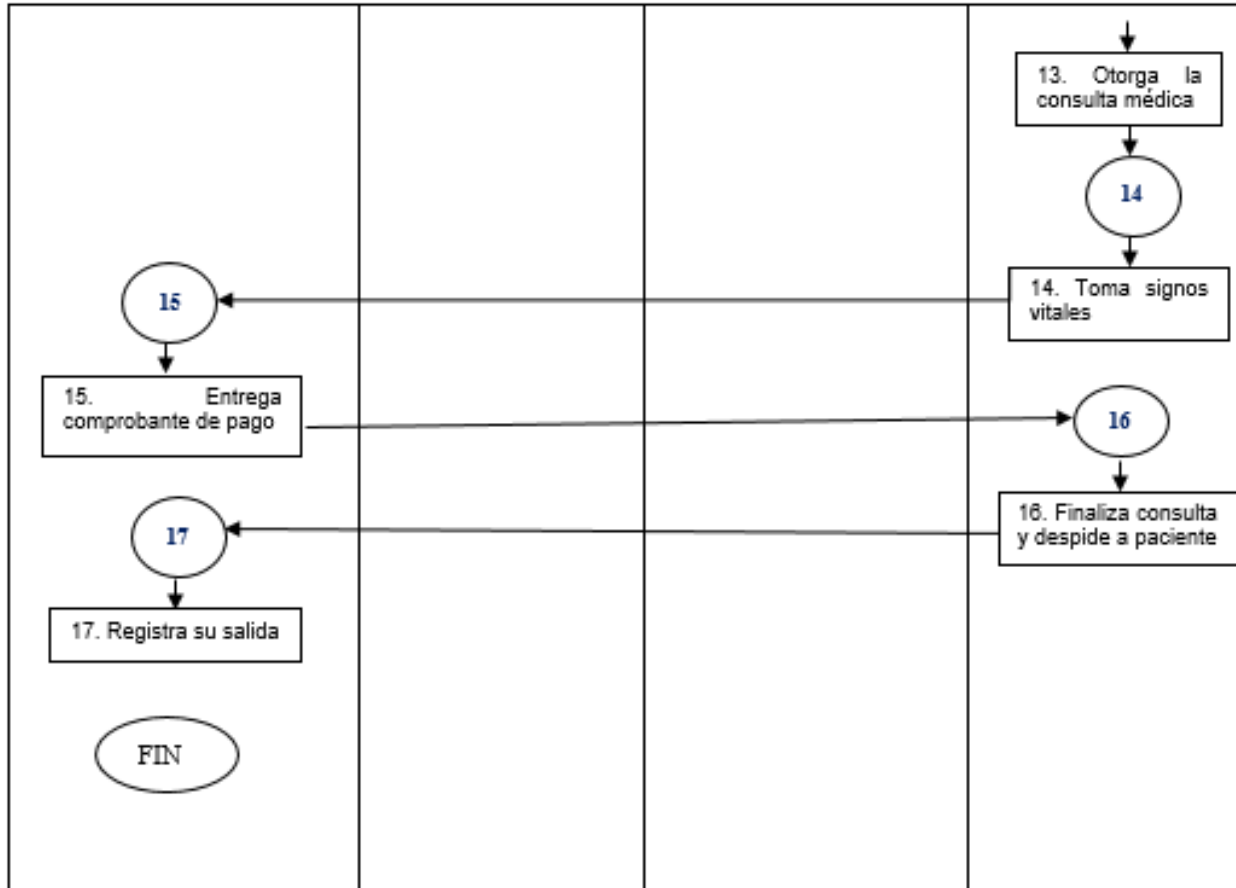 13. Otorga la
consulta médica
14
14. Toma signos
vitales
15
15. Entrega
comprobante de pago
16
16. Finaliza consulta
y despide a paciente
17
17. Registra su salida
FIN